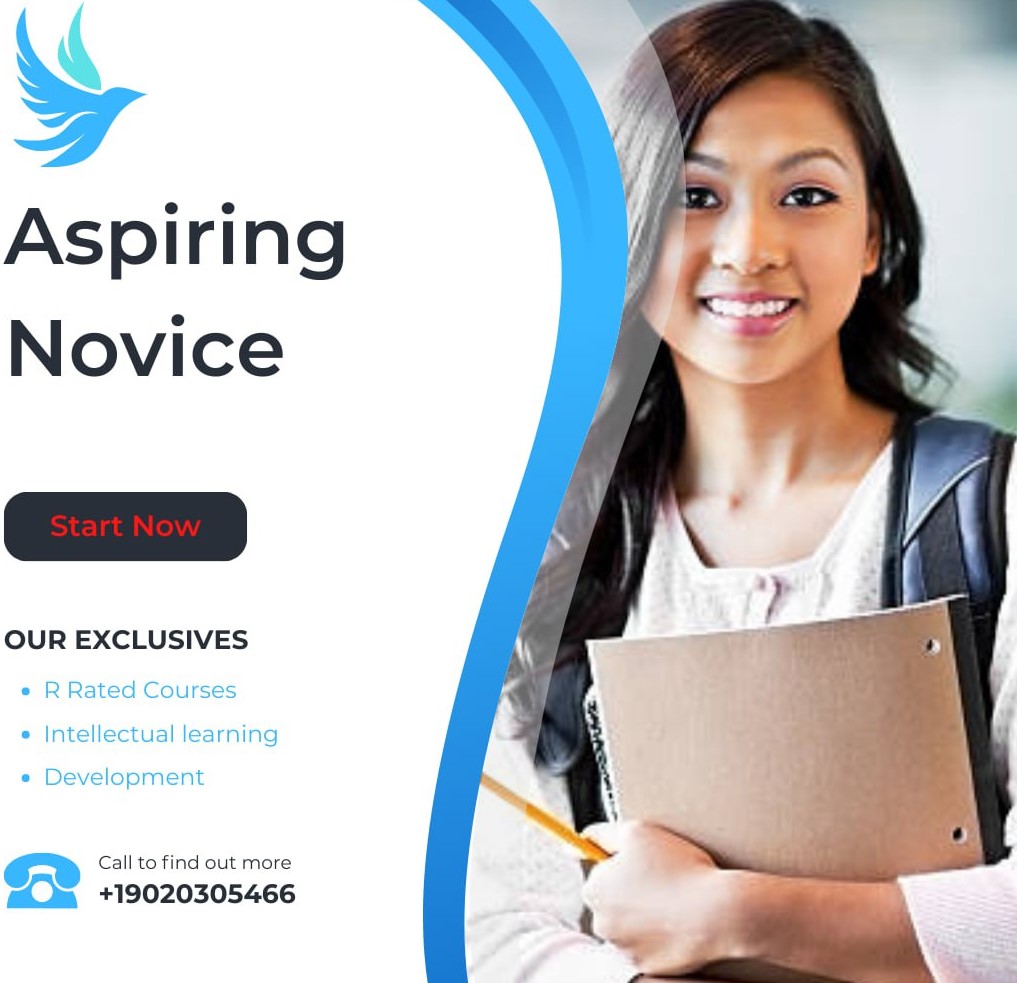 Aspiring
Novice
Start Now
OUR EXCLUSIVES
R Rated Courses
Intellectual learning
Development
Call to find out more
+19020305466